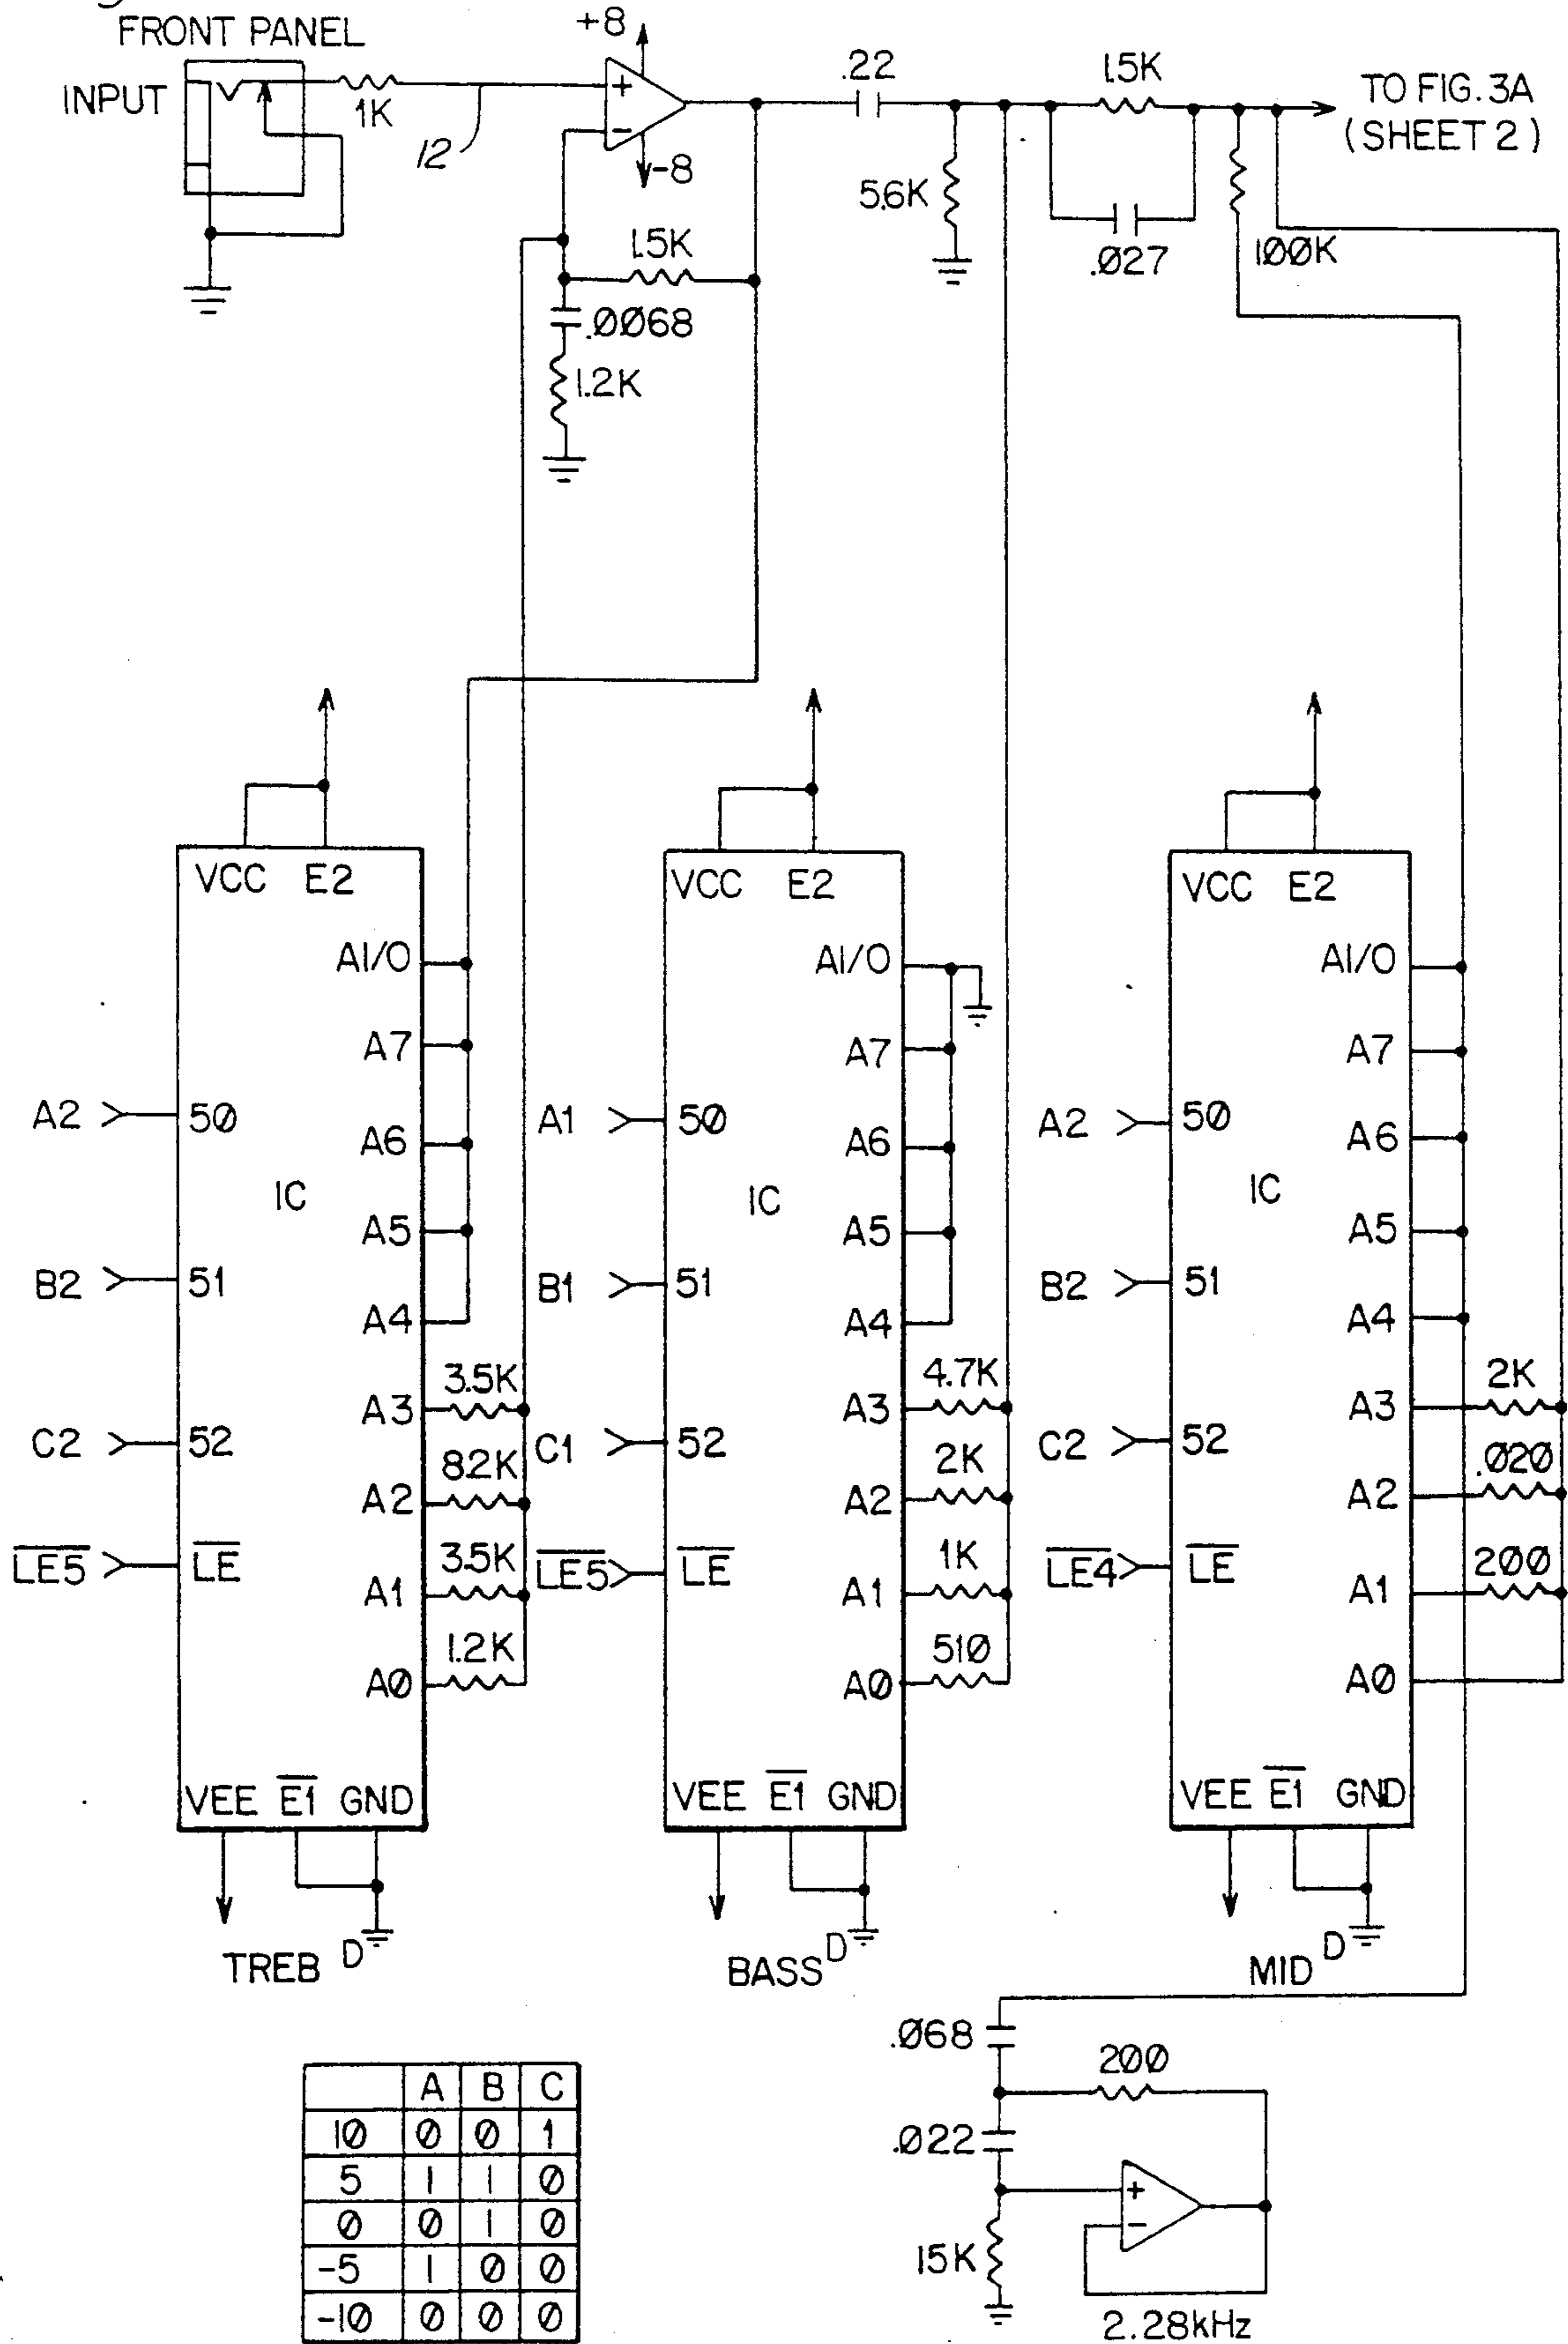 FRONT PANEL
INPUT
1K
12
+8
+
−
-8
.22
1.5K
TO FIG. 3A
(SHEET 2)
5.6K
.027
100K
1.5K
.0068
1.2K
VCC E2
AI/O
A7
A6
A5
A4
A3
A2
A1
A0
IC
A2 50
B2 51
C2 52
LE5 LE
3.5K
82K
3.5K
1.2K
VEE E1 GND
D
TREB
VCC E2
AI/O
A7
A6
A5
A4
A3
A2
A1
A0
IC
A1 50
B1 51
C1 52
LE5 LE
4.7K
2K
1K
510
VEE E1 GND
D
BASS
VCC E2
AI/O
A7
A6
A5
A4
A3
A2
A1
A0
IC
A2 50
B2 51
C2 52
LE4 LE
2K
.020
200
VEE E1 GND
D
MID
A B C
10 0 0 1
5 1 1 0
0 0 1 0
-5 1 0 0
-10 0 0 0
.068
200
.022
+
−
15K
2.28kHz